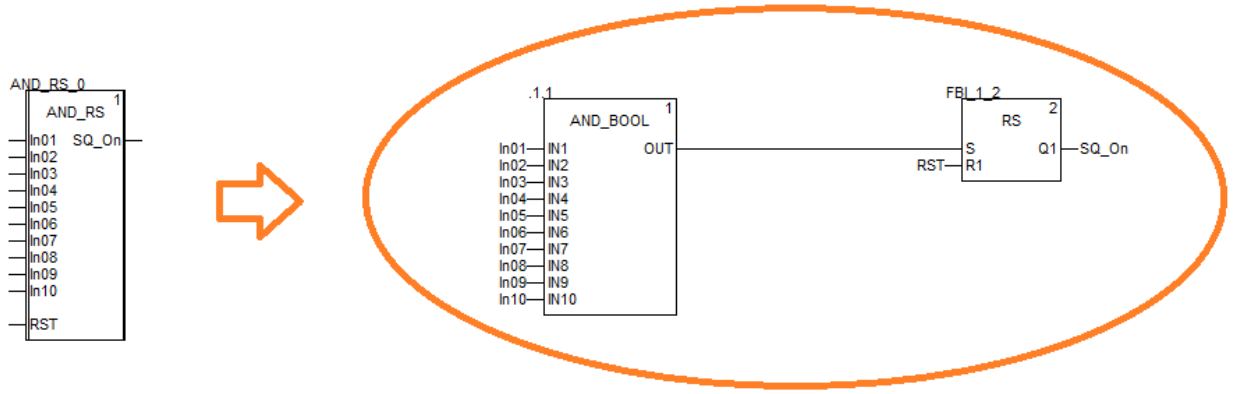 AND_RS_0
1
AND_RS
In01 SQ_On
In02
In03
In04
In05
In06
In07
In08
In09
In10
RST
.1.1
1
AND_BOOL
In01 IN1 OUT
In02 IN2
In03 IN3
In04 IN4
In05 IN5
In06 IN6
In07 IN7
In08 IN8
In09 IN9
In10 IN10
FBI_1_2
2
RS
S Q1 SQ_On
RST R1